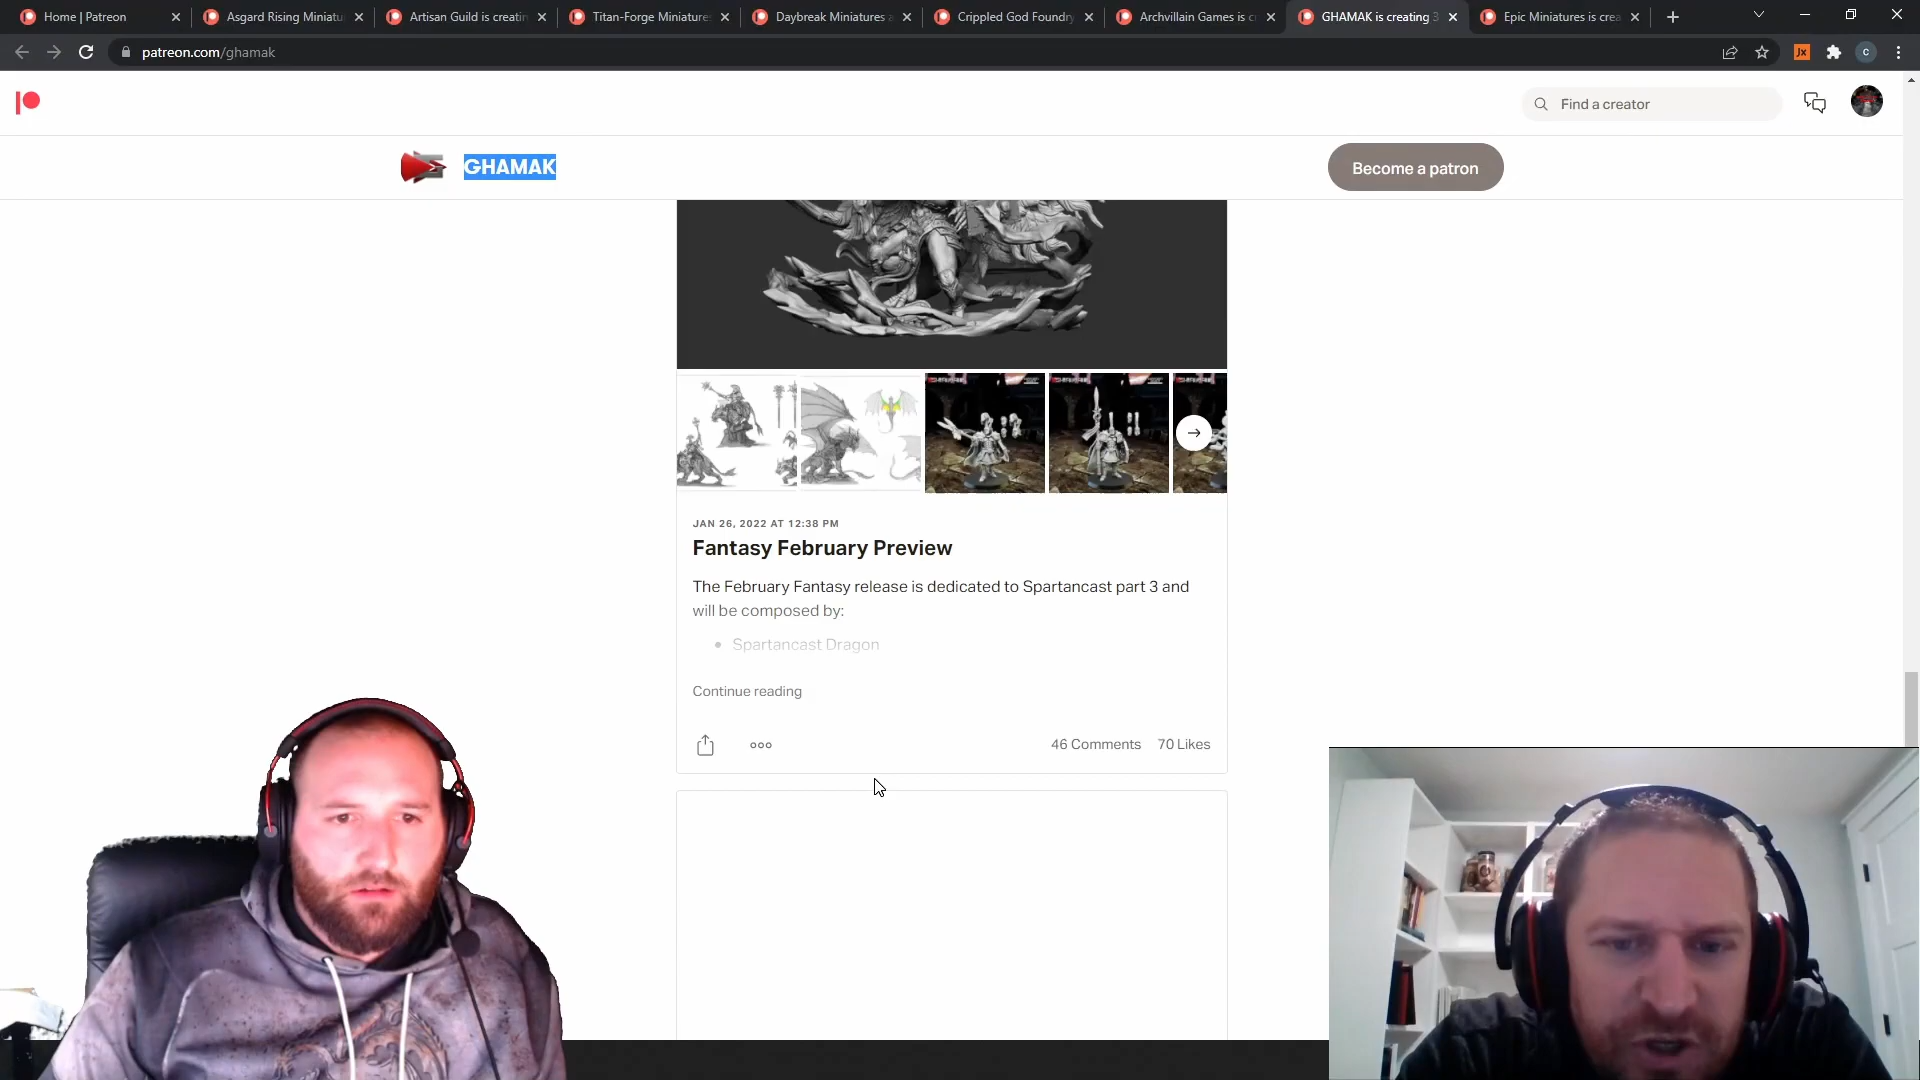 Home | Patreon
Asgard Rising Miniatu
Artisan Guild is creatin
Titan-Forge Miniature
Daybreak Miniatures a
Crippled God Foundry
Archvillain Games is c
GHAMAK is creating 3
Epic Miniatures is crea
patreon.com/ghamak
Jx
C
Find a creator
GHAMAK
Become a patron
JAN 26, 2022 AT 12:38 PM
Fantasy February Preview
The February Fantasy release is dedicated to Spartancast part 3 and
will be composed by:
• Spartancast Dragon
Continue reading
46 Comments 70 Likes